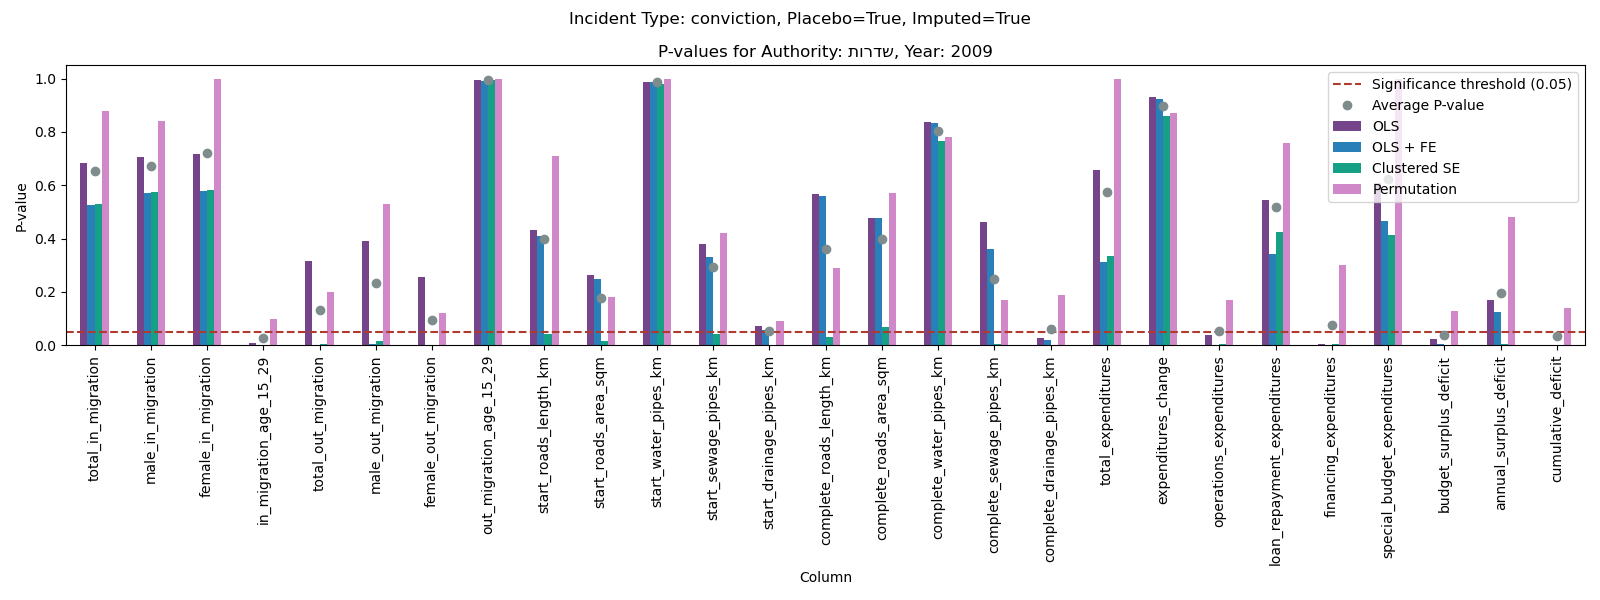 Incident Type: conviction, Placebo=True, Imputed=True
P-values for Authority: שדרות, Year: 2009
Significance threshold (0.05)
Average P-value
OLS
OLS + FE
Clustered SE
Permutation
P-value
1.0
0.8
0.6
0.4
0.2
0.0
total_in_migration
male_in_migration
female_in_migration
in_migration_age_15_29
total_out_migration
male_out_migration
female_out_migration
out_migration_age_15_29
start_roads_length_km
start_roads_area_sqm
start_water_pipes_km
start_sewage_pipes_km
start_drainage_pipes_km
complete_roads_length_km
complete_roads_area_sqm
complete_water_pipes_km
complete_sewage_pipes_km
complete_drainage_pipes_km
total_expenditures
expenditures_change
operations_expenditures
loan_repayment_expenditures
financing_expenditures
special_budget_expenditures
budget_surplus_deficit
annual_surplus_deficit
cumulative_deficit
Column